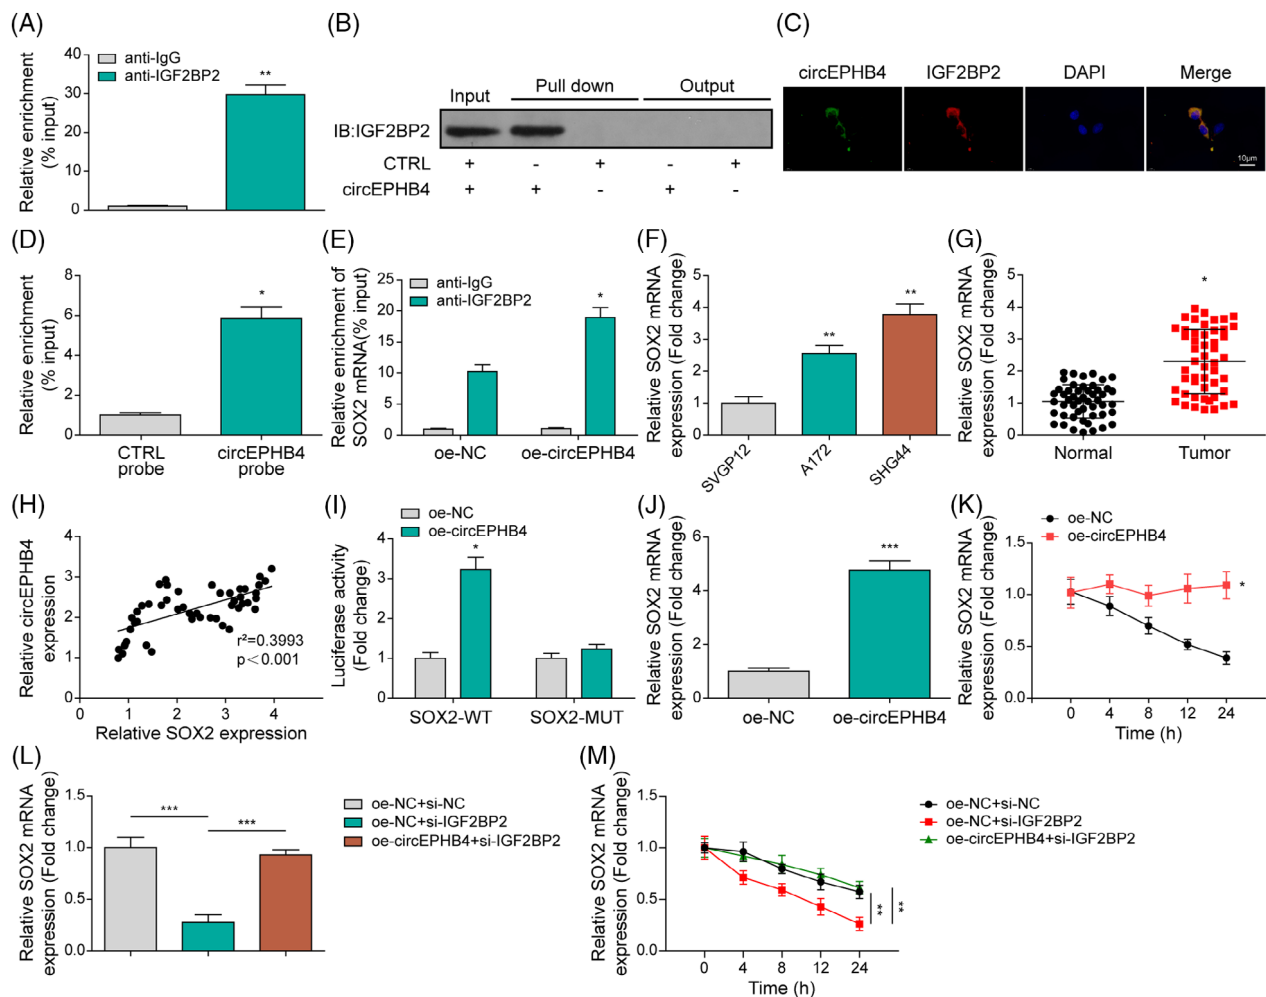 (A)
Relative enrichment
(% input)
40
30
20
10
0
anti-IgG
anti-IGF2BP2
**
(B)
Input
Pull down
Output
IB:IGF2BP2
CTRL + - + - +
circEPHB4 + + - + -
(C)
circEPHB4 IGF2BP2 DAPI Merge
10μm
(D)
Relative enrichment
(% input)
8
6
4
2
0
*
CTRL
probe
circEPHB4
probe
(E)
Relative enrichment of
SOX2 mRNA(% input)
25
20
15
10
5
0
anti-IgG
anti-IGF2BP2
*
oe-NC oe-circEPHB4
(F)
Relative SOX2 mRNA
expression (Fold change)
5
4
3
2
1
0
**
**
SVGP12 A172 SHG44
(G)
Relative SOX2 mRNA
expression (Fold change)
5
4
3
2
1
0
*
Normal Tumor
(H)
Relative circEPHB4
expression
4
3
2
1
0
r²=0.3993
p<0.001
0 1 2 3 4 5
Relative SOX2 expression
(I)
oe-NC
oe-circEPHB4
Luciferase activity
(Fold change)
4
3
2
1
0
*
SOX2-WT SOX2-MUT
(J)
Relative SOX2 mRNA
expression (Fold change)
6
4
2
0
***
oe-NC oe-circEPHB4
(K)
oe-NC
oe-circEPHB4
Relative SOX2 mRNA
expression (Fold change)
1.5
1.0
0.5
0.0
*
0 4 8 12 24
Time (h)
(L)
Relative SOX2 mRNA
expression (Fold change)
1.5
1.0
0.5
0.0
***
***
oe-NC+si-NC
oe-NC+si-IGF2BP2
oe-circEPHB4+si-IGF2BP2
(M)
Relative SOX2 mRNA
expression (Fold change)
1.5
1.0
0.5
0.0
**
**
0 4 8 12 24
Time (h)
oe-NC+si-NC
oe-NC+si-IGF2BP2
oe-circEPHB4+si-IGF2BP2